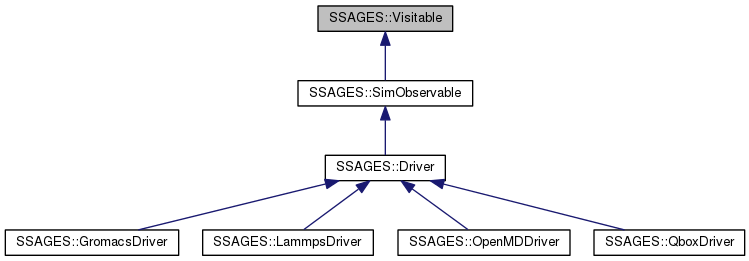 SSAGES::Visitable
SSAGES::SimObservable
SSAGES::Driver
SSAGES::GromacsDriver
SSAGES::LammpsDriver
SSAGES::OpenMDDriver
SSAGES::QboxDriver